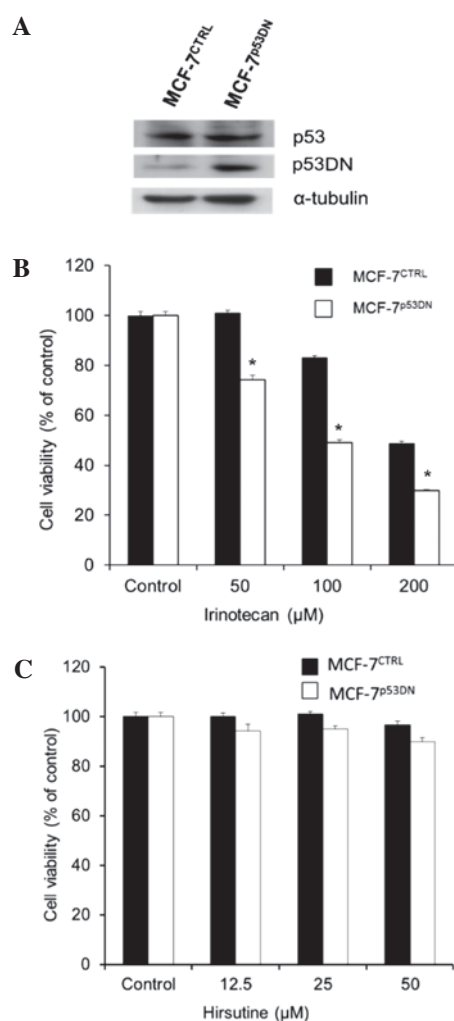 A
MCF-7CTRL
MCF-7p53DN
p53
p53DN
α-tubulin
B
120
100
80
60
40
20
0
Cell viability (% of control)
MCF-7CTRL
MCF-7p53DN
*
*
*
Control
50
100
200
Irinotecan (µM)
C
120
100
80
60
40
20
0
Cell viability (% of control)
MCF-7CTRL
MCF-7p53DN
Control
12.5
25
50
Hirsutine (µM)